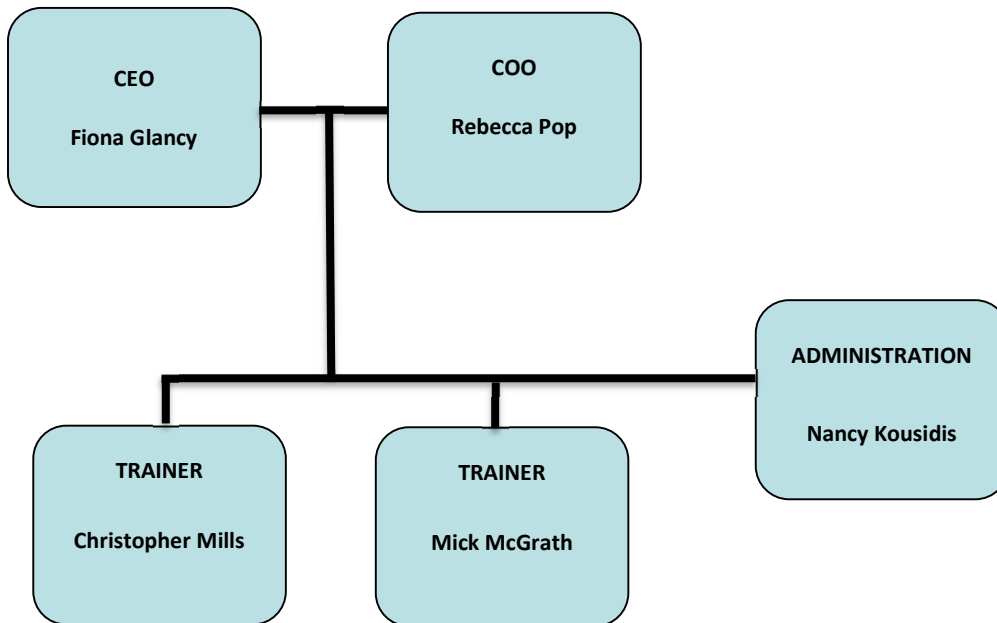 CEO
Fiona Glancy
COO
Rebecca Pop
ADMINISTRATION
Nancy Kousidis
TRAINER
Christopher Mills
TRAINER
Mick McGrath